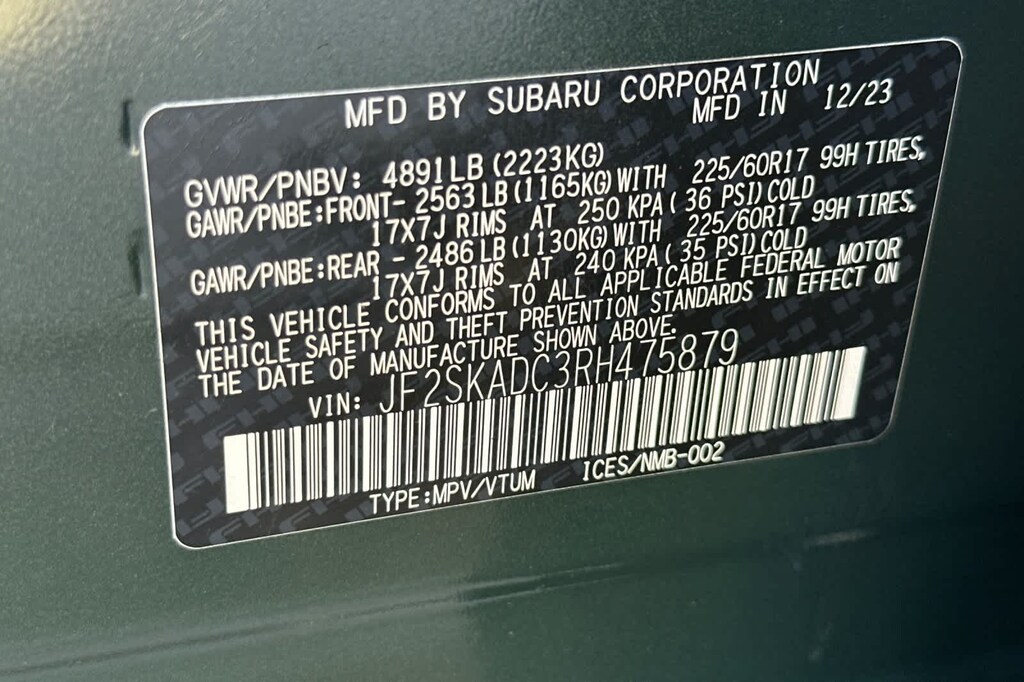 MFD BY SUBARU CORPORATION
MFD IN 12/23
GVWR/PNBV: 4891LB (2223KG)
GAWR/PNBE:FRONT- 2563LB (1165KG) WITH 225/60R17 99H TIRES,
17X7J RIMS AT 250 KPA ( 36 PSI) COLD
GAWR/PNBE:REAR - 2486LB (1130KG) WITH 225/60R17 99H TIRES,
17X7J RIMS AT 240 KPA ( 35 PSI) COLD
THIS VEHICLE CONFORMS TO ALL APPLICABLE FEDERAL MOTOR
VEHICLE SAFETY AND THEFT PREVENTION STANDARDS IN EFFECT ON
THE DATE OF MANUFACTURE SHOWN ABOVE.
VIN: JF2SKADC3RH475879
TYPE:MPV/VTUM ICES/NMB-002